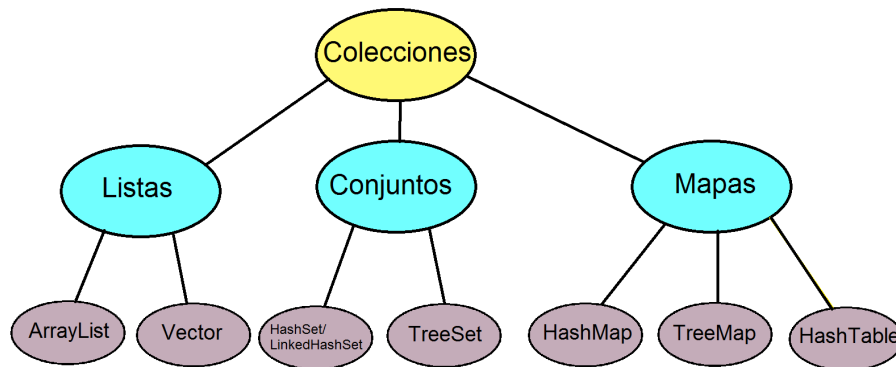 Colecciones
Listas
Conjuntos
Mapas
ArrayList
Vector
HashSet/
LinkedHashSet
TreeSet
HashMap
TreeMap
HashTable